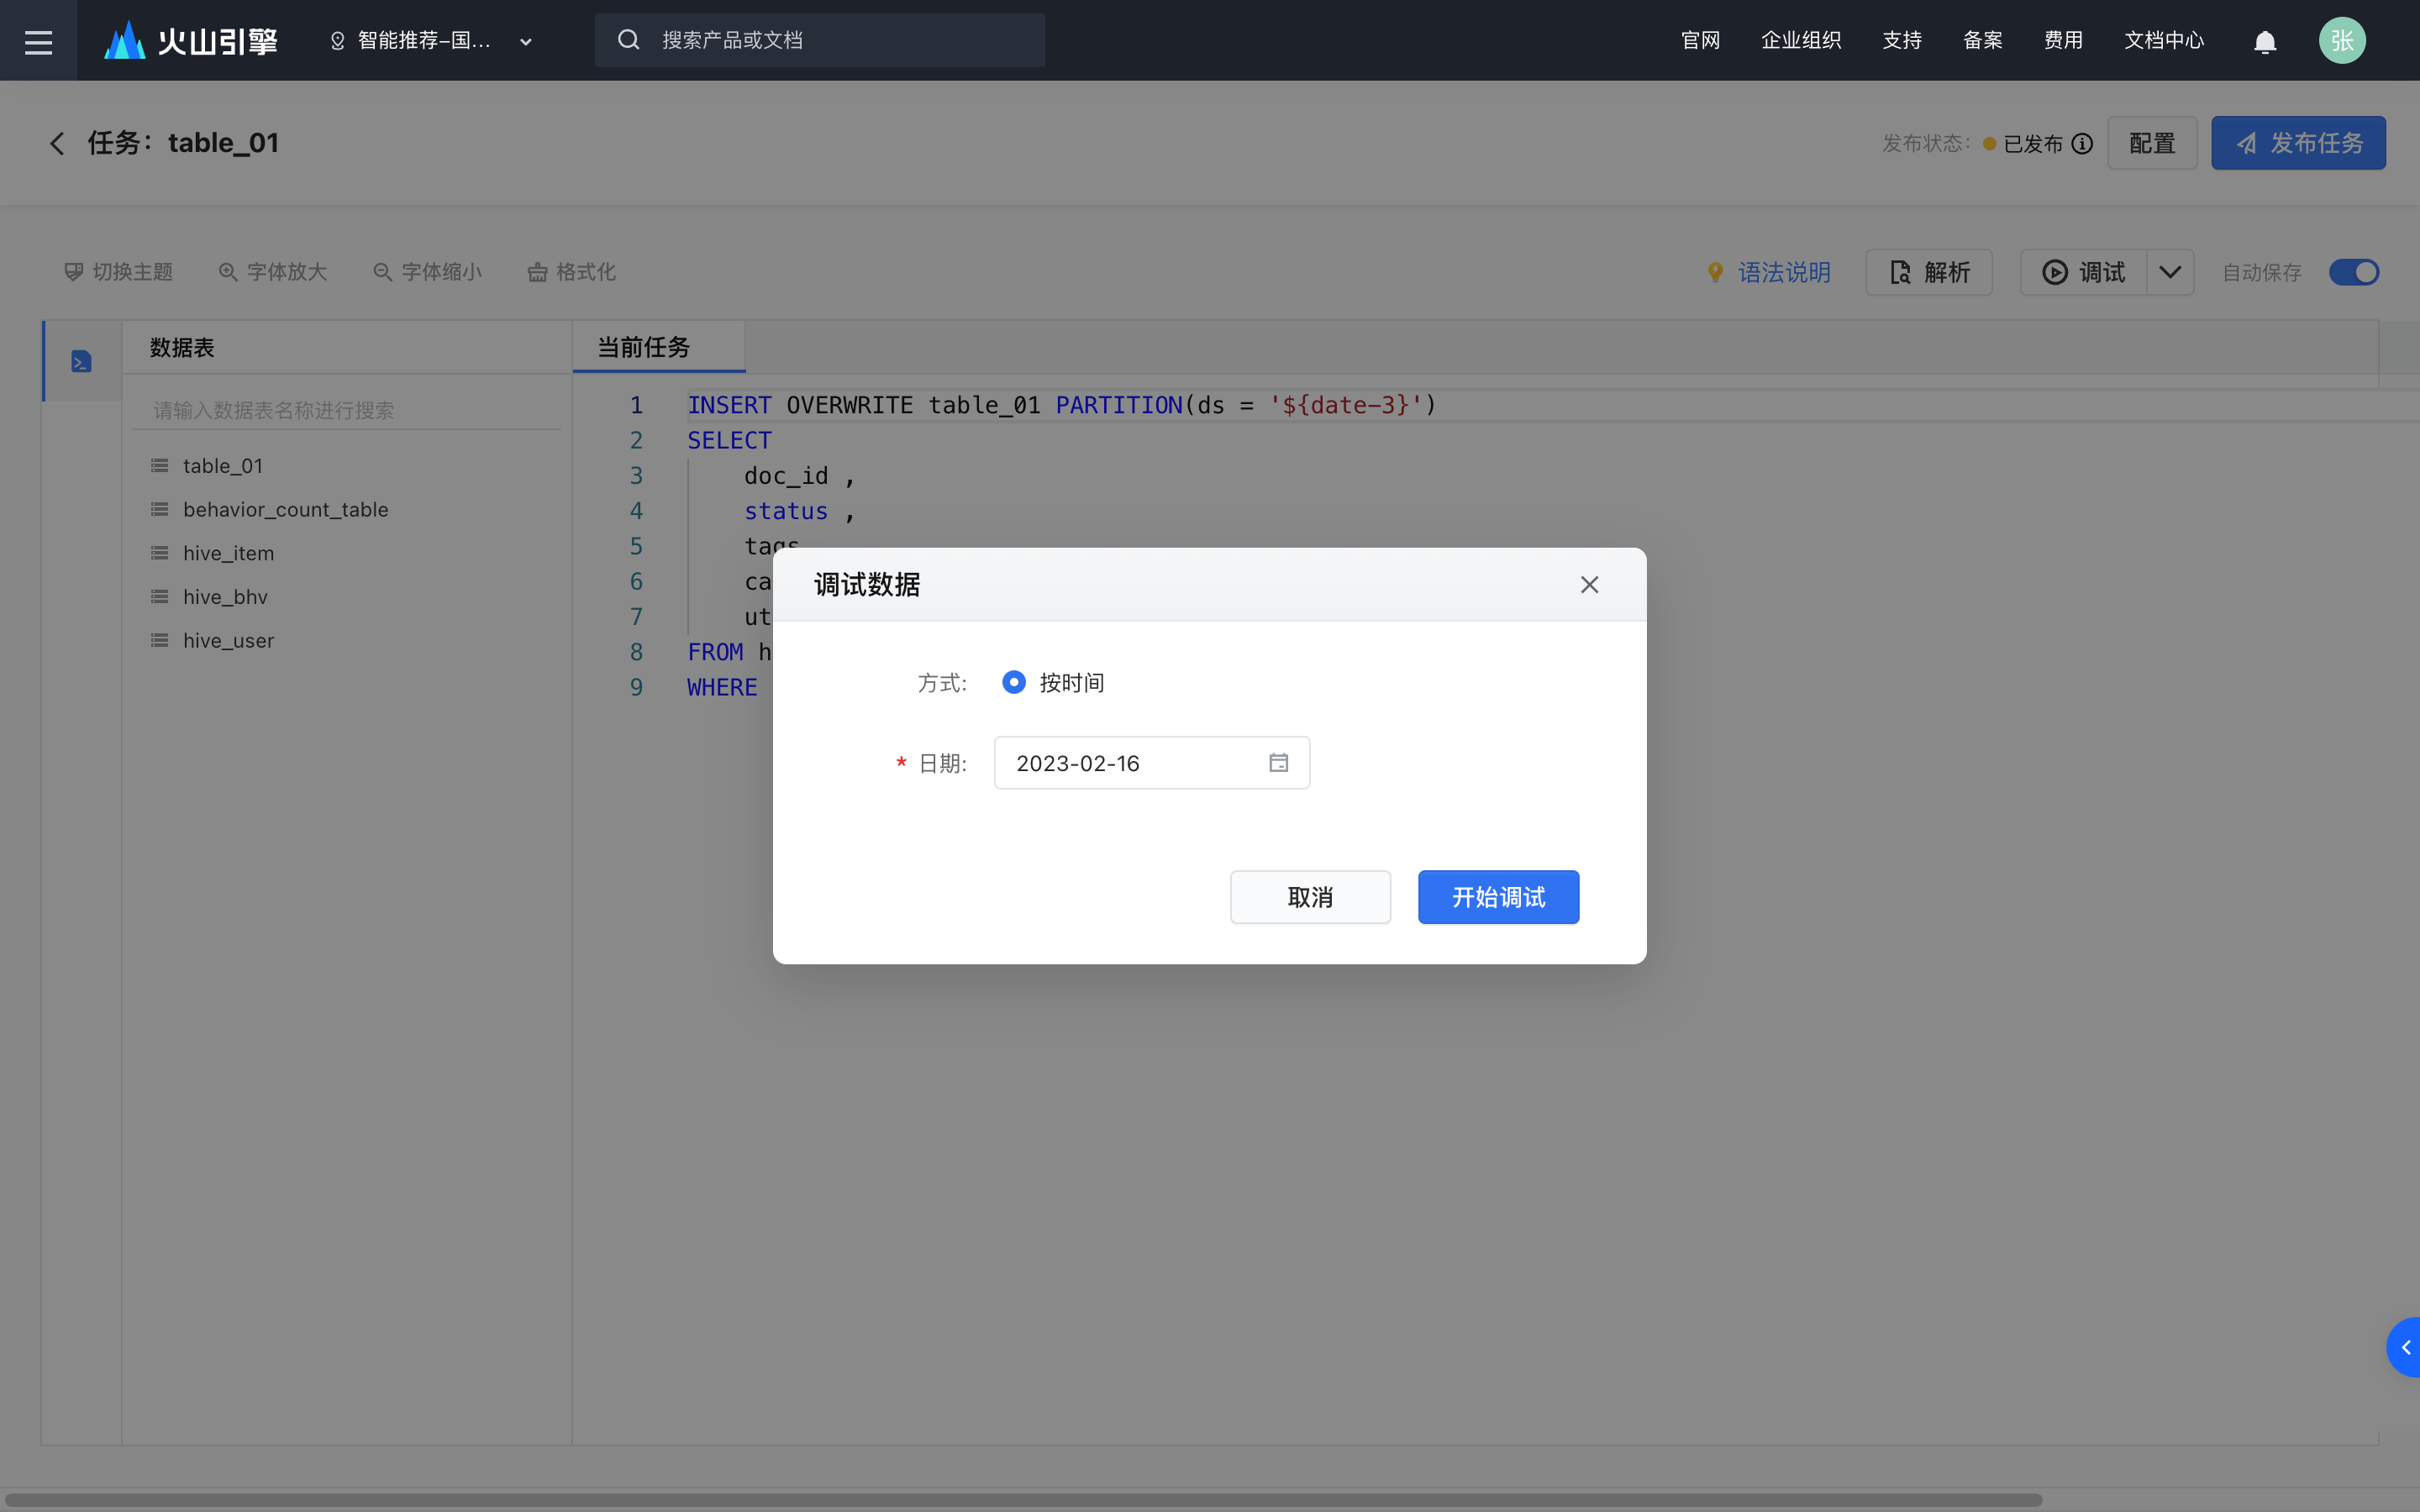 火山引擎 智能推荐-国... 搜索产品或文档 官网 企业组织 支持 备案 费用 文档中心 张
任务：table_01 发布状态: 已发布 配置 发布任务
切换主题 字体放大 字体缩小 格式化 语法说明 解析 调试 自动保存
数据表 当前任务
请输入数据表名称进行搜索
table_01
behavior_count_table
hive_item
hive_bhv
hive_user
1 INSERT OVERWRITE table_01 PARTITION(ds = '${date-3}')
2 SELECT
3 doc_id ,
4 status ,
5 tags
6 ca
7 ut
8 FROM h
9 WHERE
调试数据
方式: 按时间
* 日期: 2023-02-16
取消 开始调试